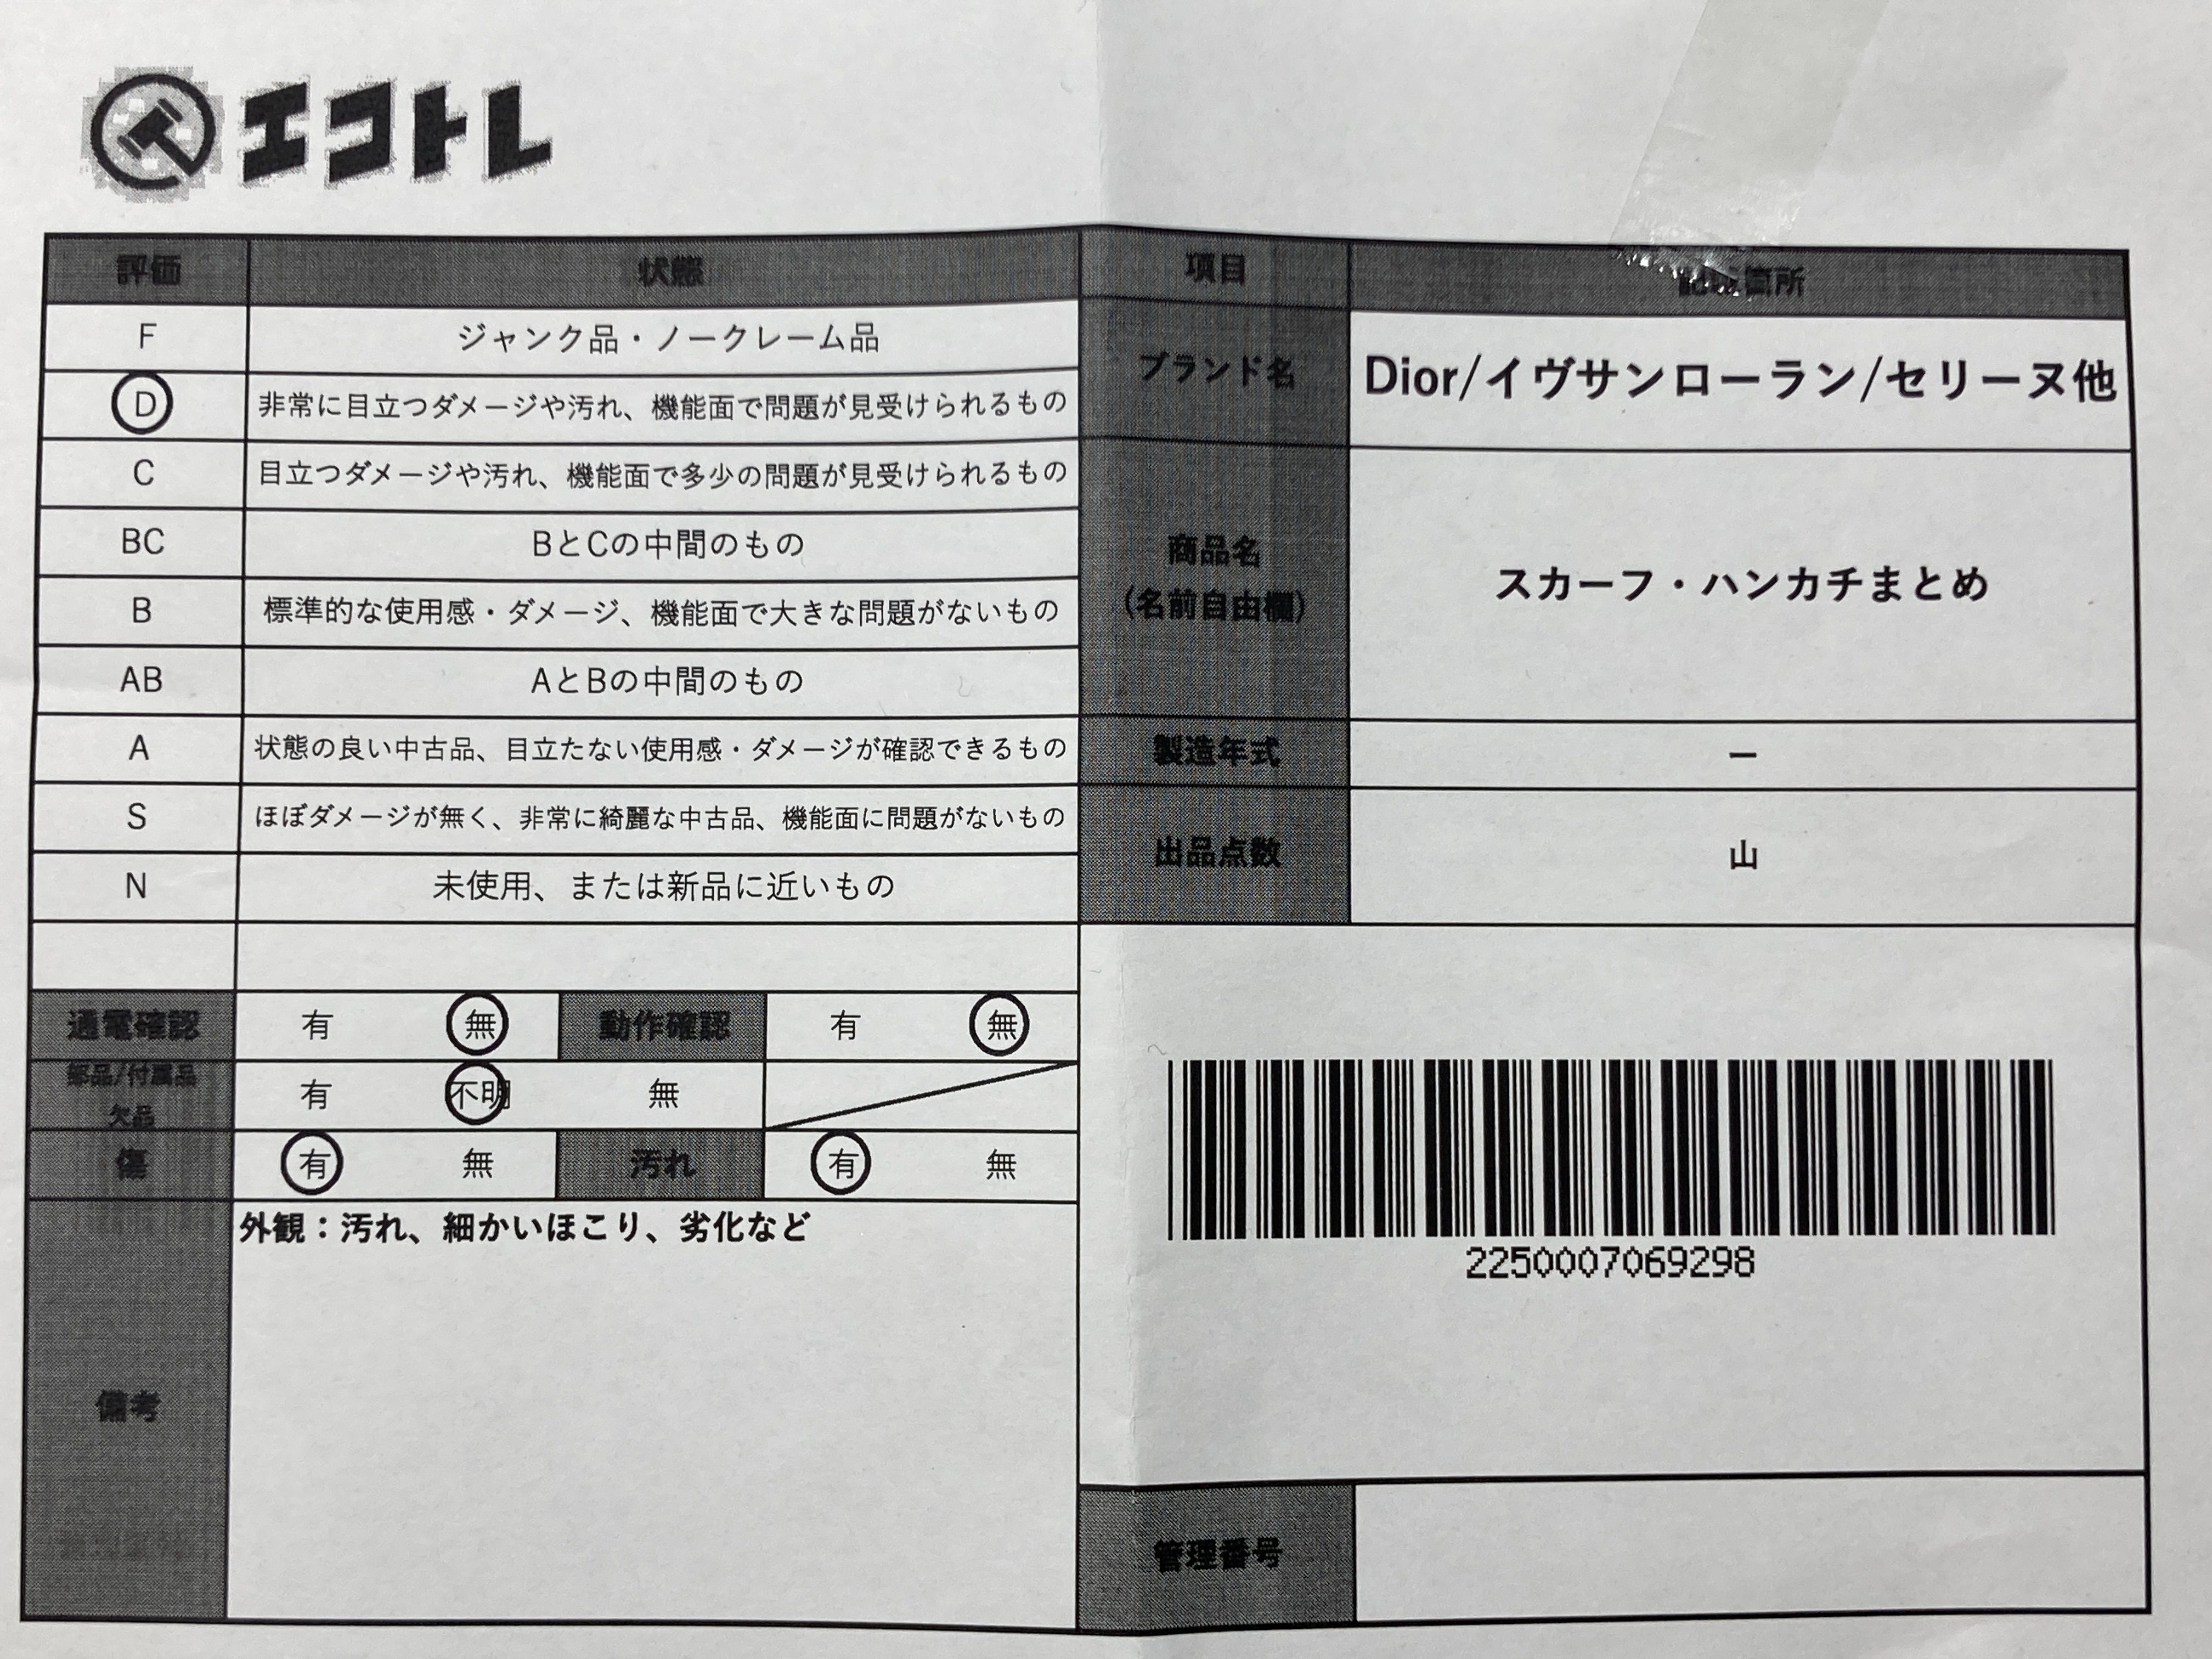 エコトレ
評価 状態
F ジャンク品・ノークレーム品
D 非常に目立つダメージや汚れ、機能面で問題が見受けられるもの
C 目立つダメージや汚れ、機能面で多少の問題が見受けられるもの
BC BとCの中間のもの
B 標準的な使用感・ダメージ、機能面で大きな問題がないもの
AB AとBの中間のもの
A 状態の良い中古品、目立たない使用感・ダメージが確認できるもの
S ほぼダメージが無く、非常に綺麗な中古品、機能面に問題がないもの
N 未使用、または新品に近いもの
通電確認 有 無 動作確認 有 無
部品/付属品
欠品 有 不明 無
傷 有 無 汚れ 有 無
備考 外観：汚れ、細かいほこり、劣化など
項目 箇所
ブランド名 Dior/イヴサンローラン/セリーヌ他
商品名
(名前自由欄) スカーフ・ハンカチまとめ
製造年式 ー
出品点数 山
2250007069298
管理番号